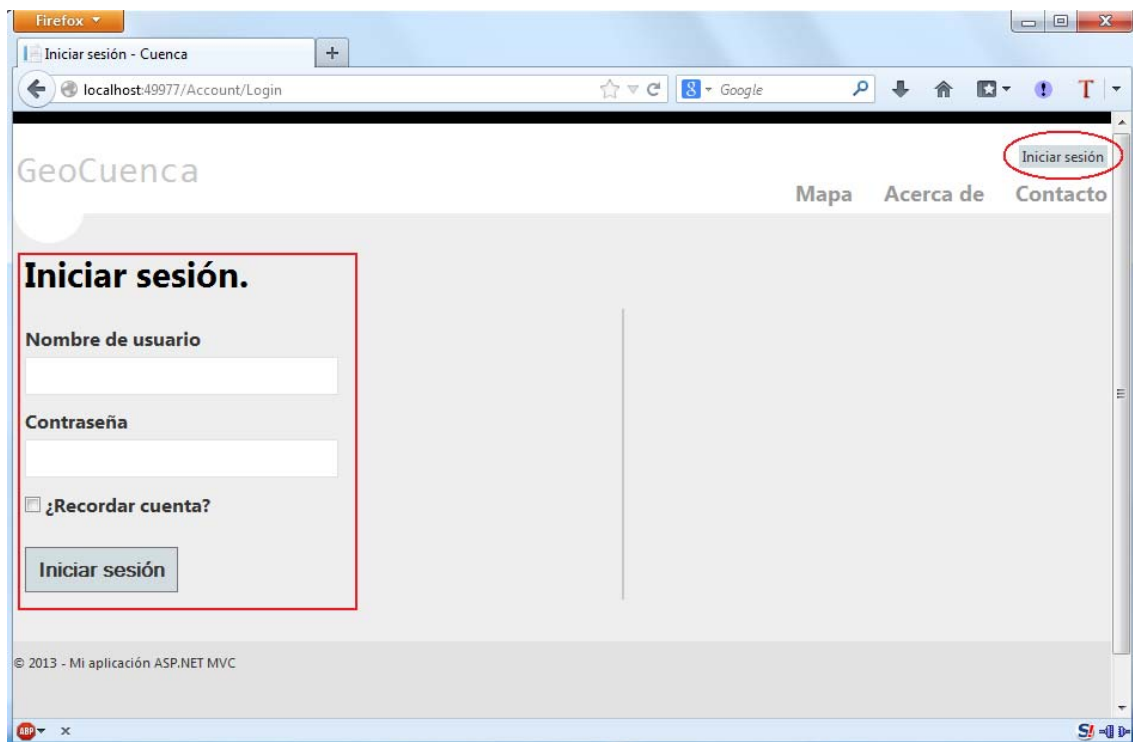 Firefox
Iniciar sesión - Cuenca
localhost:49977/Account/Login
Google
GeoCuenca
Iniciar sesión
Mapa Acerca de Contacto
Iniciar sesión.
Nombre de usuario
Contraseña
¿Recordar cuenta?
Iniciar sesión
© 2013 - Mi aplicación ASP.NET MVC
ABP